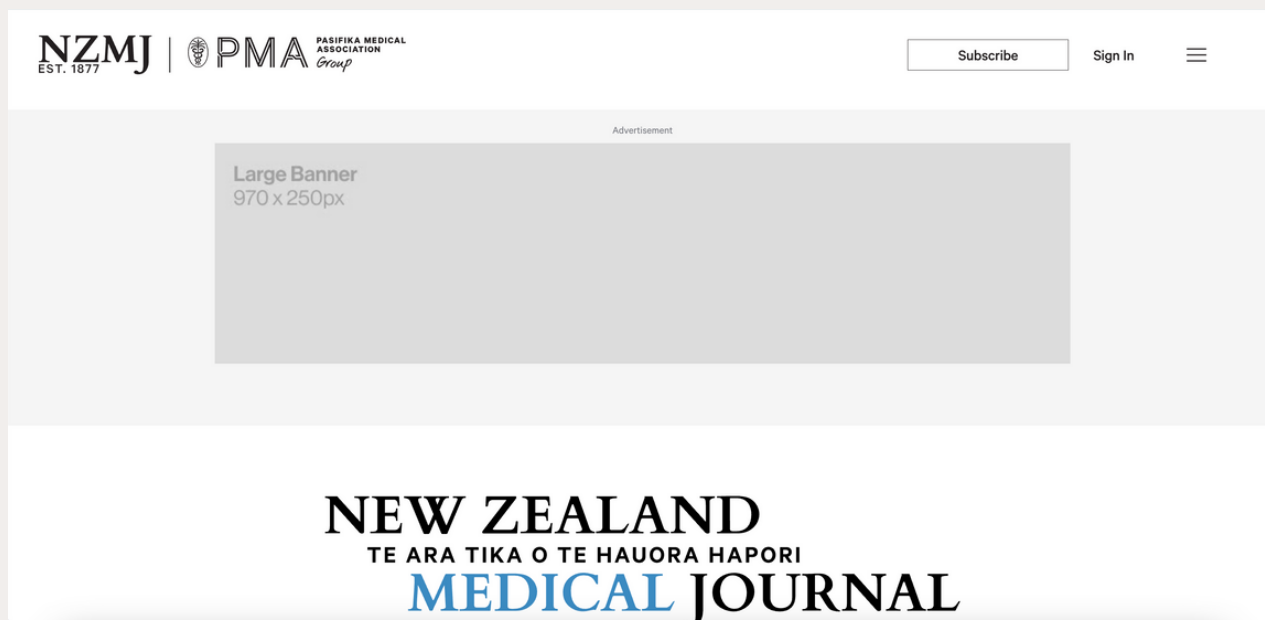 NZMJ
EST. 1877
PMA
PASIFIKA MEDICAL
ASSOCIATION
Group
Subscribe
Sign In
Advertisement
Large Banner
970 x 250px
NEW ZEALAND
TE ARA TIKA O TE HAUORA HAPORI
MEDICAL JOURNAL